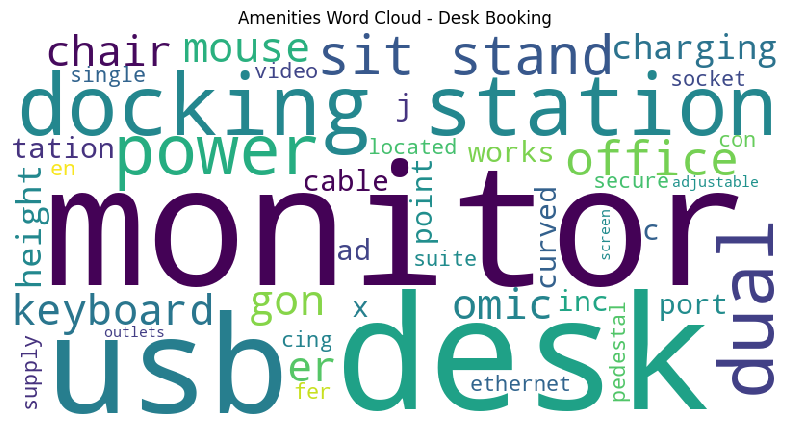 Amenities Word Cloud - Desk Booking
chair mouse sit stand charging
single video socket
docking j station
tation power located works office con
en cable secure adjustable
height monitor point curved screen c
ad suite dual
keyboard gon x omic inc port
outlets usb cing desk pedestal
supply er ethernet
fer